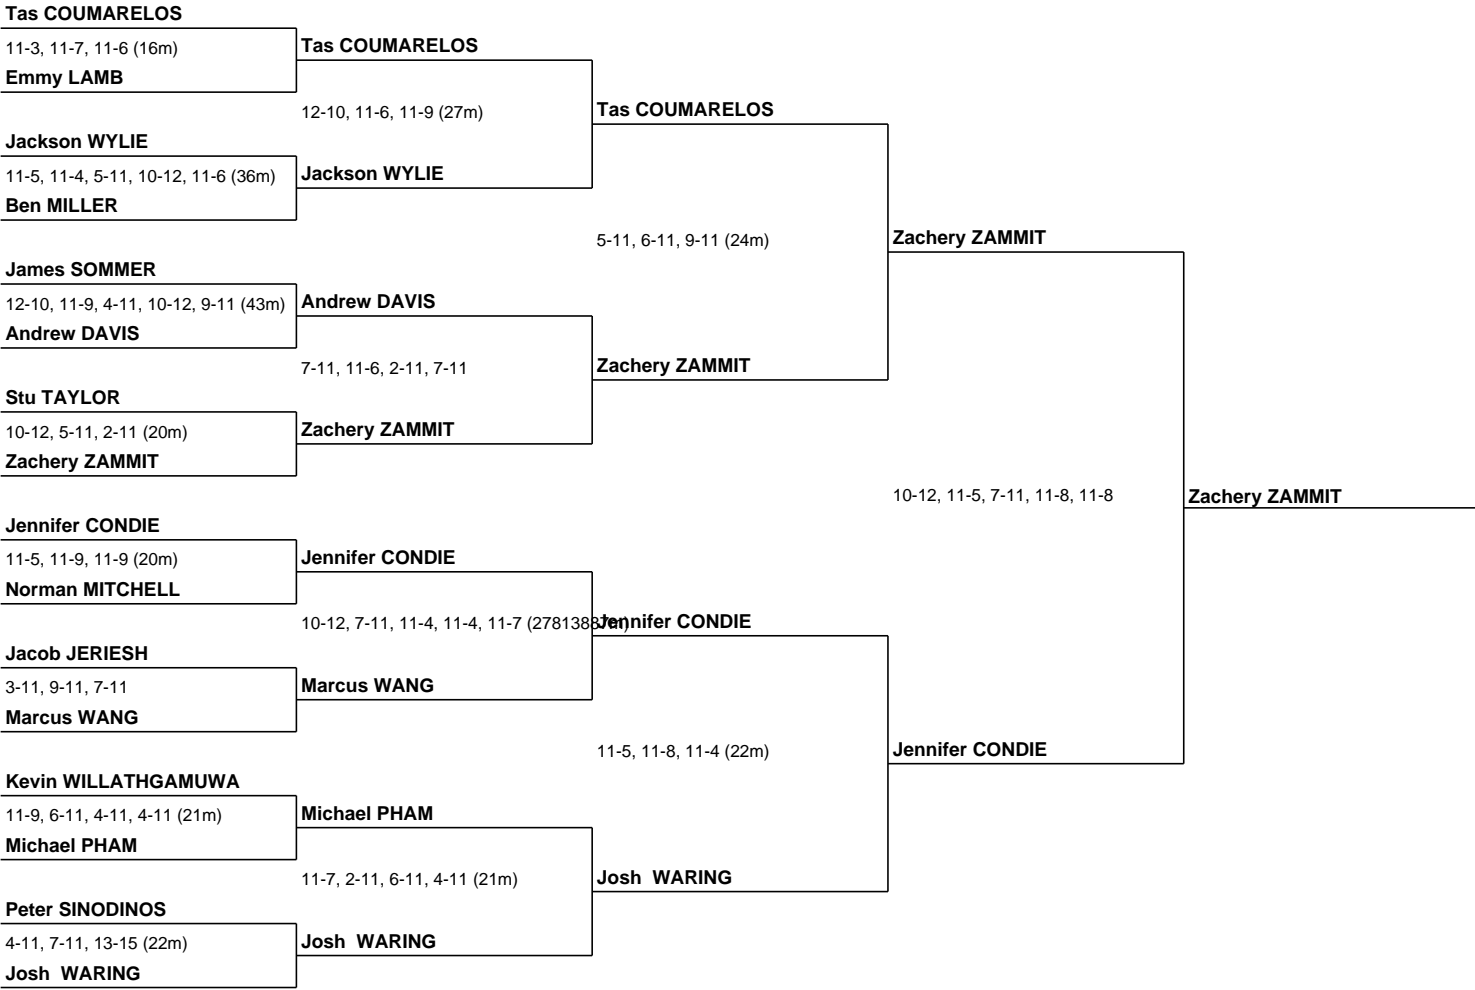 Tas COUMARELOS
11-3, 11-7, 11-6 (16m)
Emmy LAMB
Jackson WYLIE
11-5, 11-4, 5-11, 10-12, 11-6 (36m)
Ben MILLER
James SOMMER
12-10, 11-9, 4-11, 10-12, 9-11 (43m)
Andrew DAVIS
Stu TAYLOR
10-12, 5-11, 2-11 (20m)
Zachery ZAMMIT
Jennifer CONDIE
11-5, 11-9, 11-9 (20m)
Norman MITCHELL
Jacob JERIESH
3-11, 9-11, 7-11
Marcus WANG
Kevin WILLATHGAMUWA
11-9, 6-11, 4-11, 4-11 (21m)
Michael PHAM
Peter SINODINOS
4-11, 7-11, 13-15 (22m)
Josh WARING
Tas COUMARELOS
12-10, 11-6, 11-9 (27m)
Jackson WYLIE
Andrew DAVIS
7-11, 11-6, 2-11, 7-11
Zachery ZAMMIT
Jennifer CONDIE
10-12, 7-11, 11-4, 11-4, 11-7
Marcus WANG
Michael PHAM
11-7, 2-11, 6-11, 4-11 (21m)
Josh WARING
Tas COUMARELOS
5-11, 6-11, 9-11 (24m)
Zachery ZAMMIT
Jennifer CONDIE
11-5, 11-8, 11-4 (22m)
Josh WARING
Zachery ZAMMIT
10-12, 11-5, 7-11, 11-8, 11-8
Jennifer CONDIE
Zachery ZAMMIT